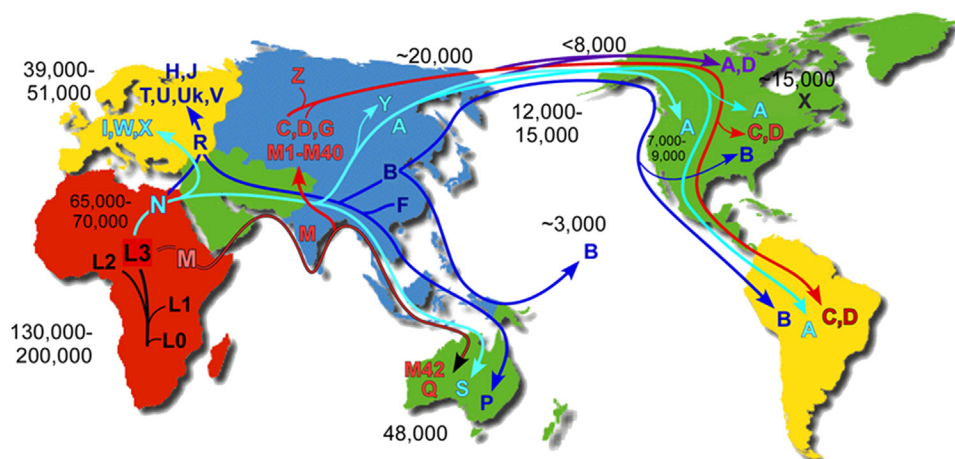 39,000-
51,000
H,J
T,U,Uk,V
I,W,X
R
Z
C,D,G
M1-M40
Y
A
~20,000
<8,000
A,D
~15,000
X
A
C,D
B
A
7,000-
9,000
12,000-
15,000
B
F
65,000-
70,000
N
L3
M
L2
L1
L0
M
130,000-
200,000
~3,000
B
M42
Q
S
P
48,000
B
A
C,D